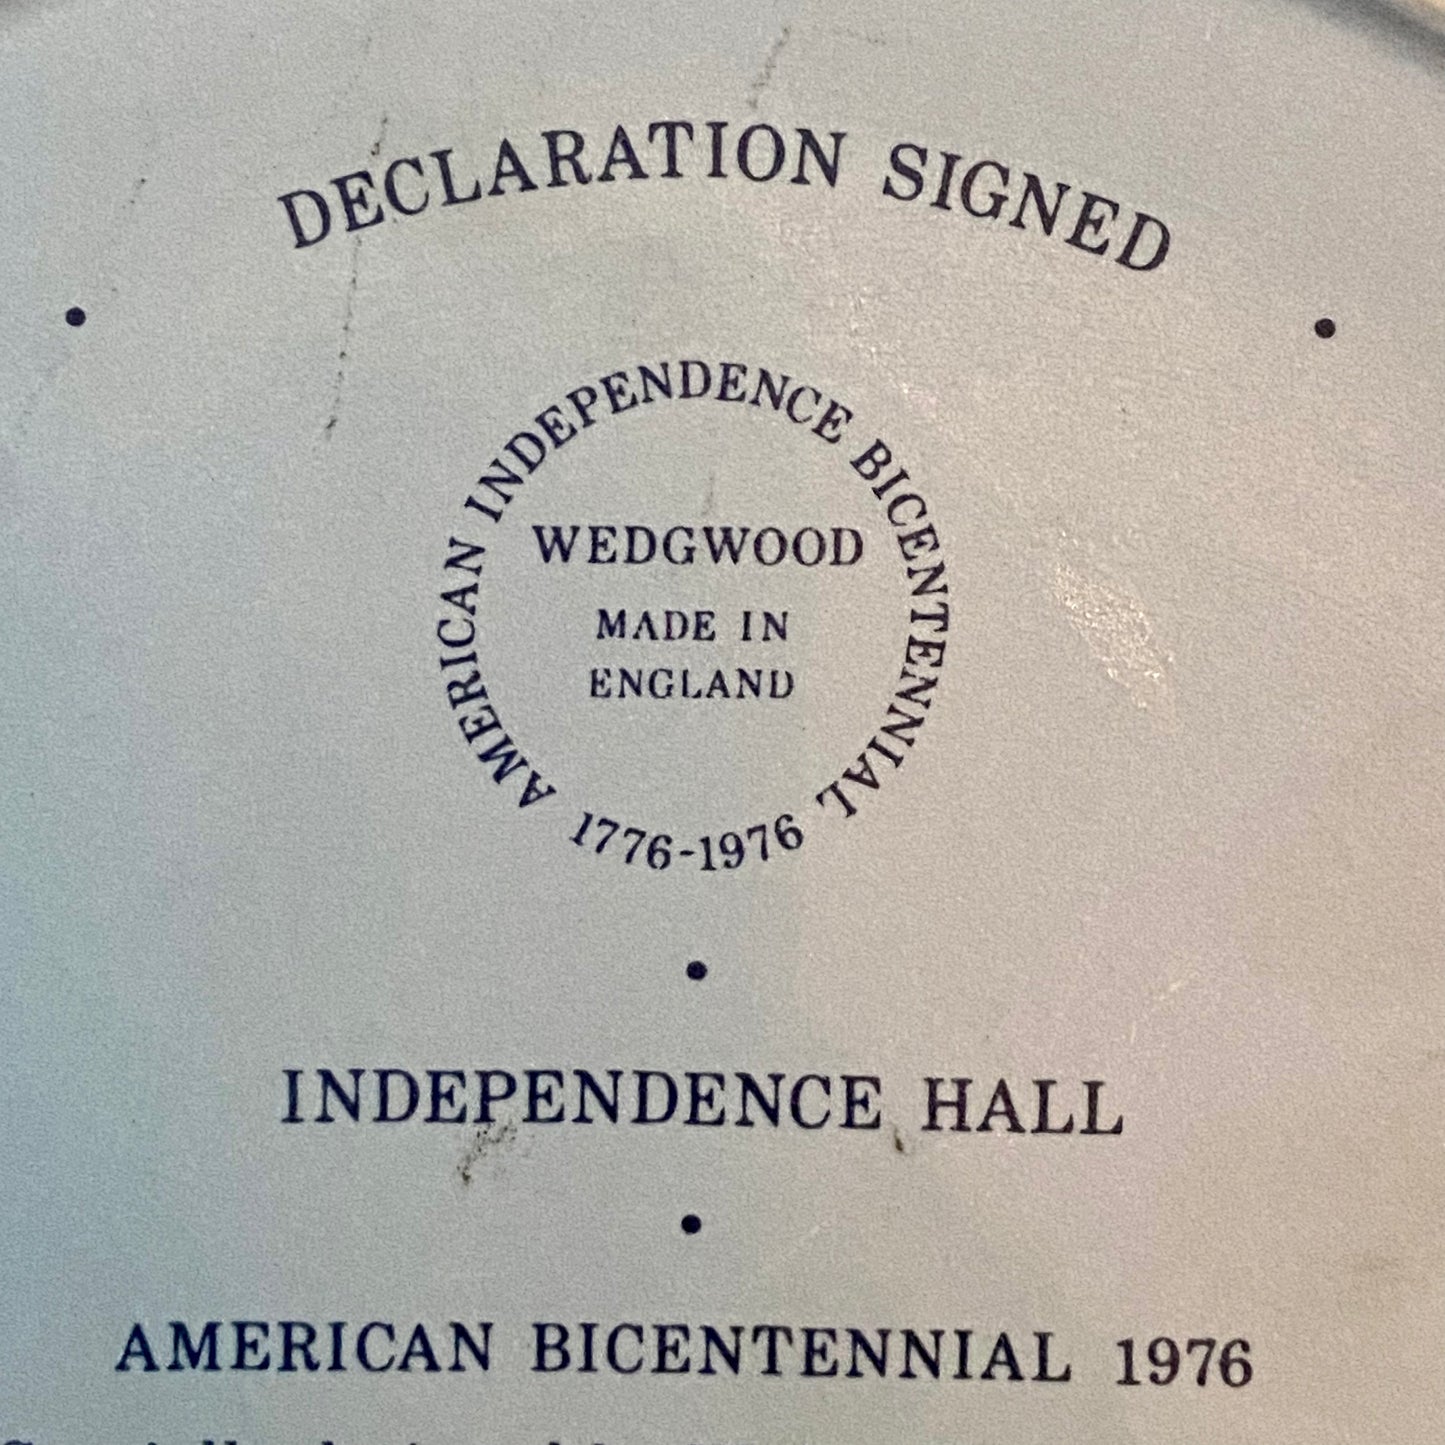 DECLARATION SIGNED
AMERICAN INDEPENDENCE BICENTENNIAL
1776-1976
WEDGWOOD
MADE IN
ENGLAND
INDEPENDENCE HALL
AMERICAN BICENTENNIAL 1976